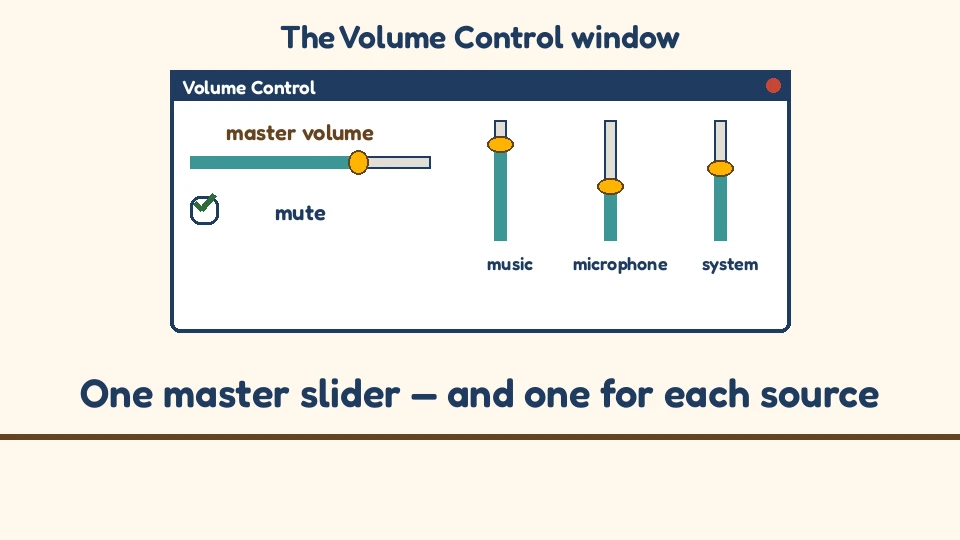 The Volume Control window
Volume Control
master volume
mute
music
microphone
system
One master slider — and one for each source